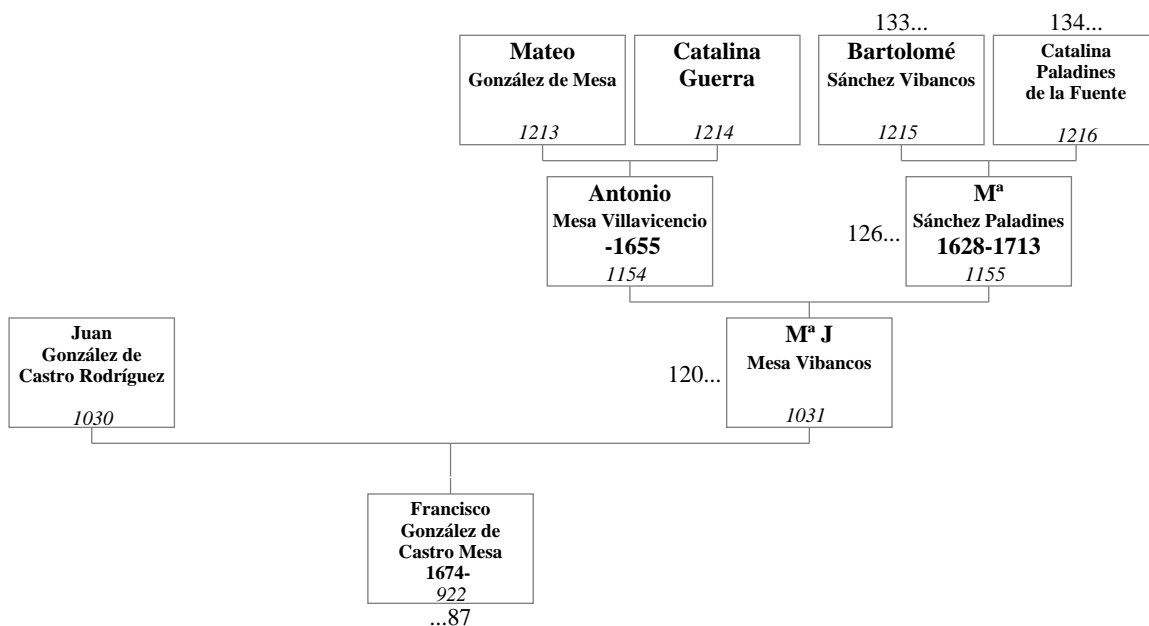 133...
134...
Mateo
González de Mesa
1213
Catalina
Guerra
1214
Bartolomé
Sánchez Vibancos
1215
Catalina
Paladines
de la Fuente
1216
Antonio
Mesa Villavicencio
-1655
1154
126...
Mª
Sánchez Paladines
1628-1713
1155
Juan
González de
Castro Rodríguez
1030
120...
Mª J
Mesa Vibancos
1031
Francisco
González de
Castro Mesa
1674-
922
...87